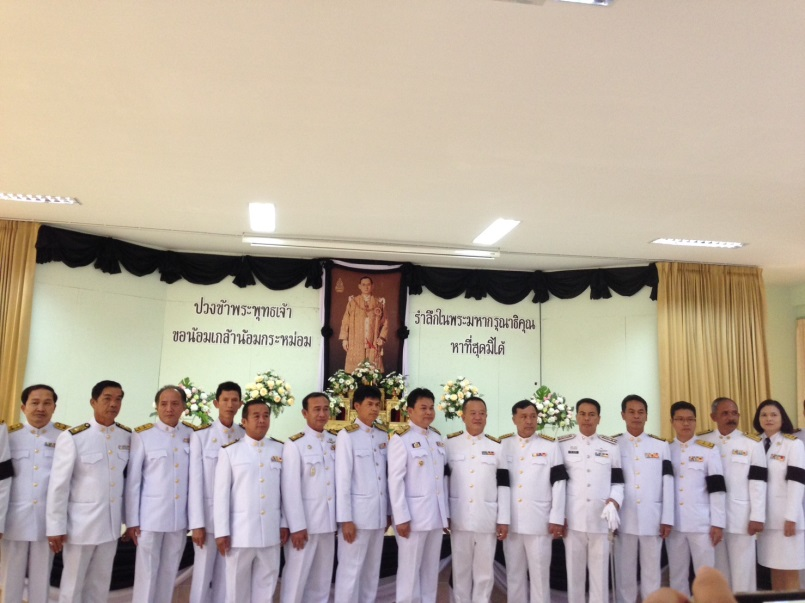 ปวงข้าพระพุทธเจ้า
ขอน้อมเกล้าน้อมกระหม่อม
รำลึกในพระมหากรุณาธิคุณ
หาที่สุดมิได้